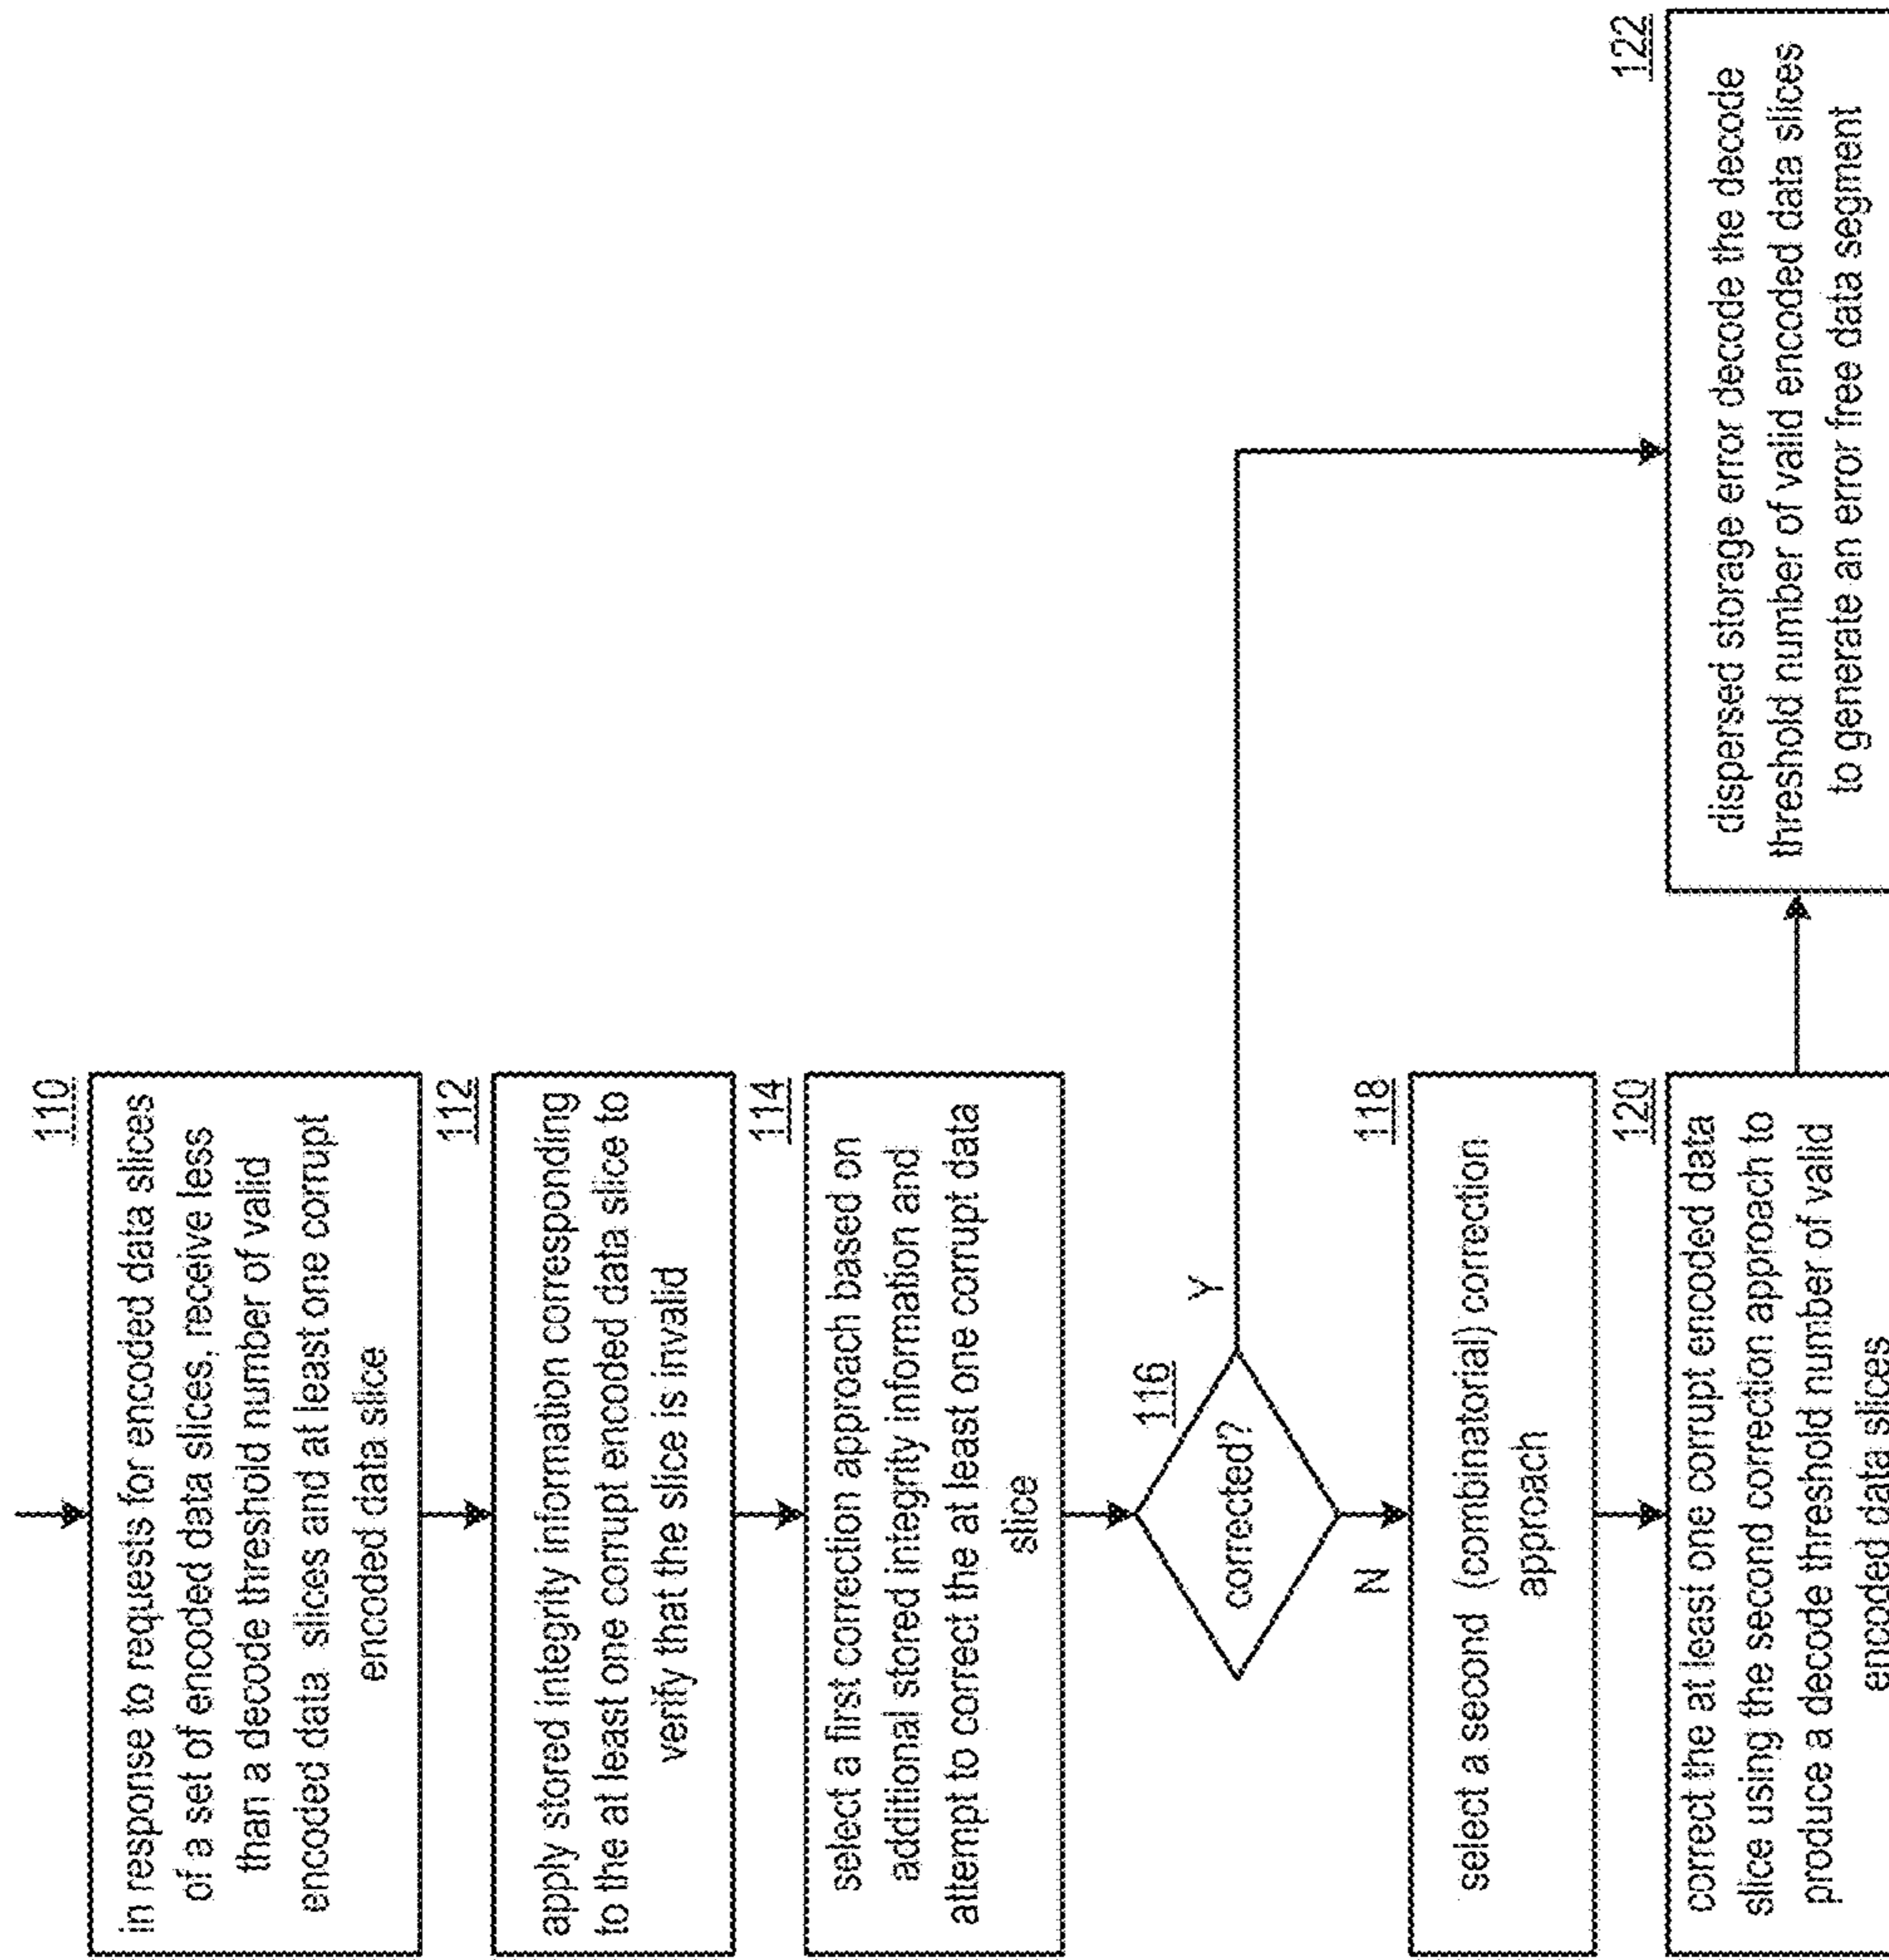 110
in response to requests for encoded data slices
of a set of encoded data slices, receive less
than a decode threshold number of valid
encoded data slices and at least one corrupt
encoded data slice
112
apply stored integrity information corresponding
to the at least one corrupt encoded data slice to
verify that the slice is invalid
114
select a first correction approach based on
additional stored integrity information and
attempt to correct the at least one corrupt data
slice
116
corrected?
Y
N
118
select a second (combinatorial) correction
approach
120
correct the at least one corrupt encoded data
slice using the second correction approach to
produce a decode threshold number of valid
encoded data slices
122
dispersed storage error decode the decode
threshold number of valid encoded data slices
to generate an error free data segment